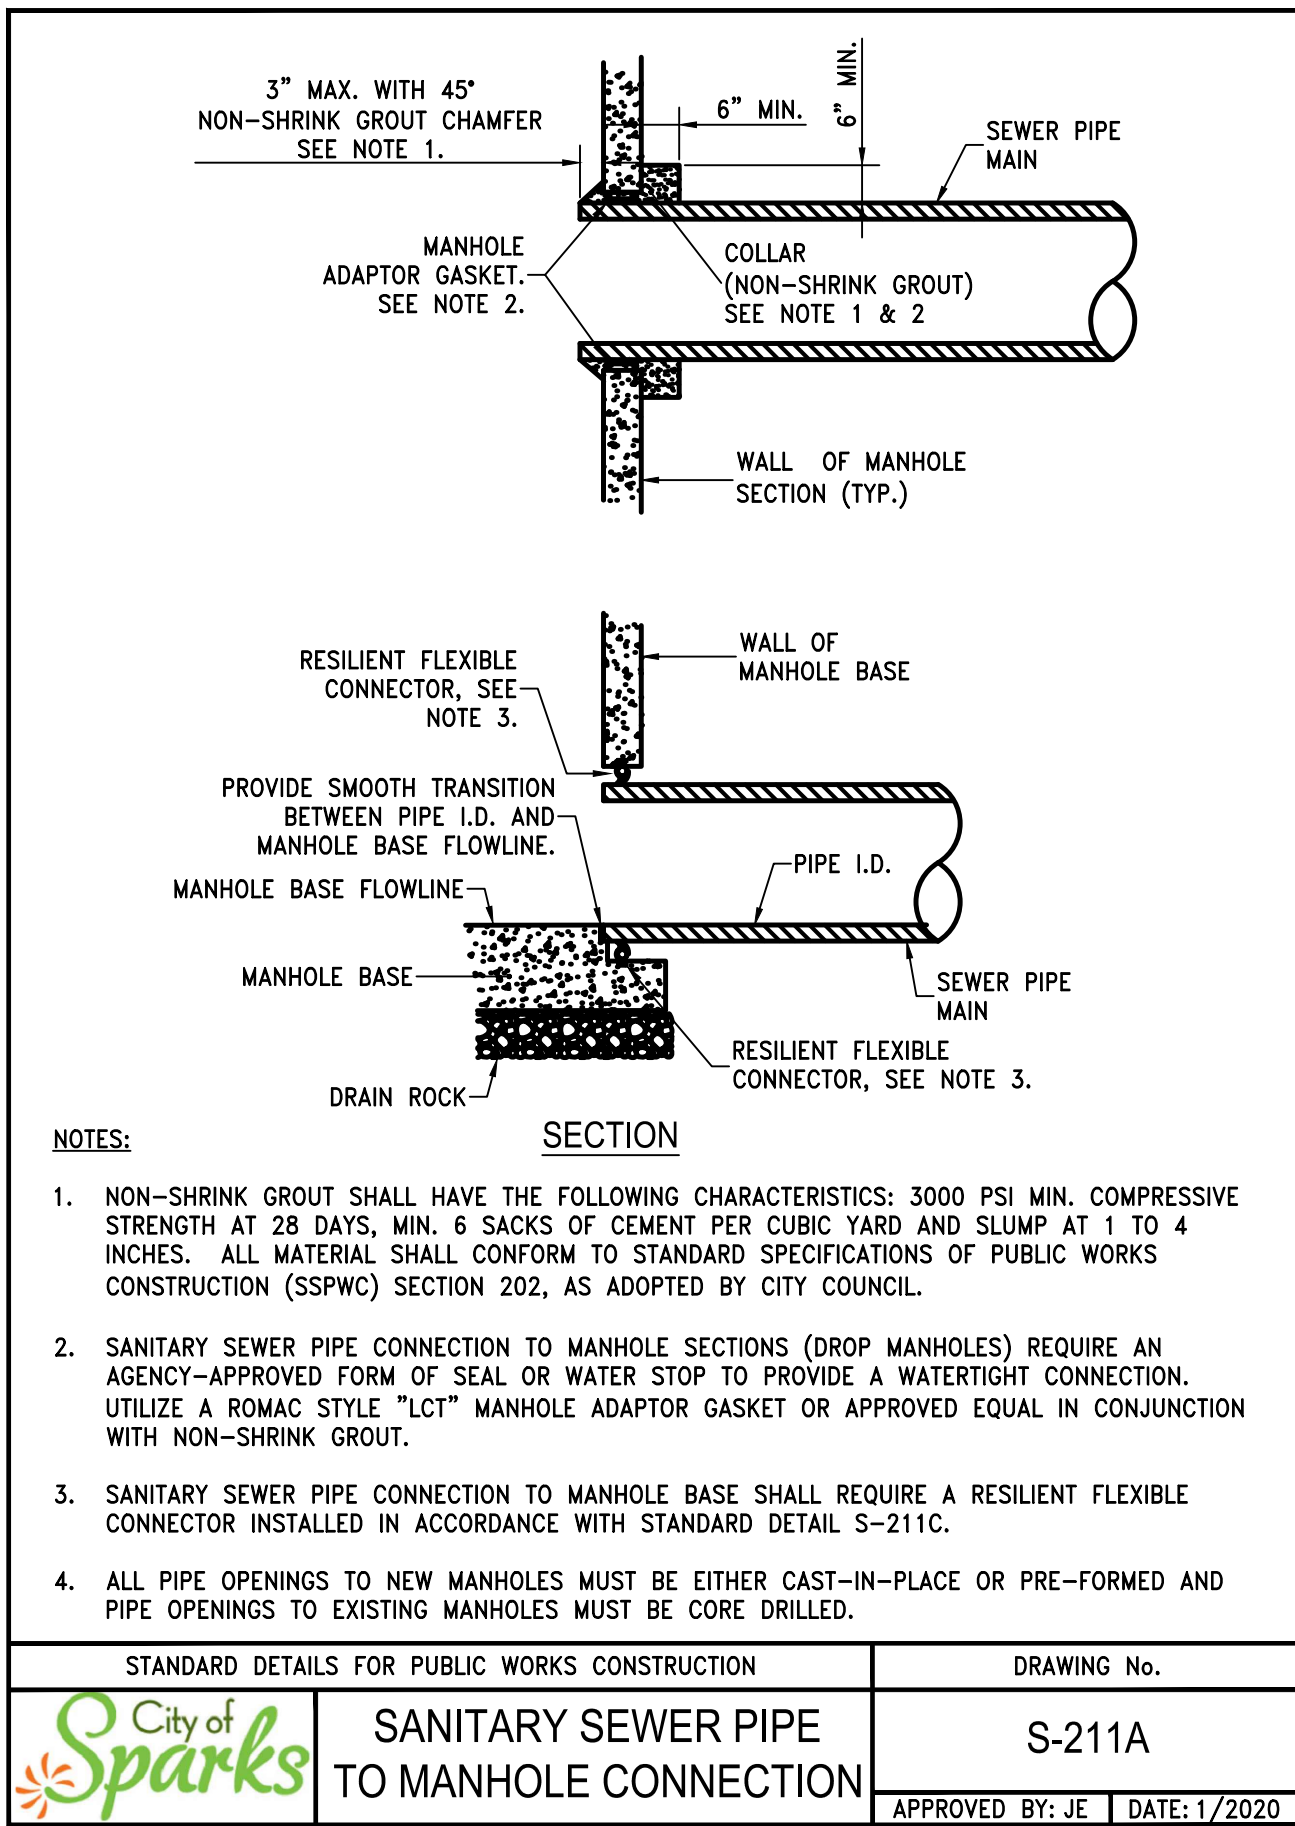 3” MAX. WITH 45°
NON-SHRINK GROUT CHAMFER
SEE NOTE 1.
6” MIN.
6” MIN.
SEWER PIPE
MAIN
MANHOLE
ADAPTOR GASKET.
SEE NOTE 2.
COLLAR
(NON-SHRINK GROUT)
SEE NOTE 1 & 2
WALL OF MANHOLE
SECTION (TYP.)
RESILIENT FLEXIBLE
CONNECTOR, SEE
NOTE 3.
WALL OF
MANHOLE BASE
PROVIDE SMOOTH TRANSITION
BETWEEN PIPE I.D. AND
MANHOLE BASE FLOWLINE.
PIPE I.D.
MANHOLE BASE FLOWLINE
MANHOLE BASE
SEWER PIPE
MAIN
RESILIENT FLEXIBLE
CONNECTOR, SEE NOTE 3.
DRAIN ROCK
SECTION
NOTES:
1. NON-SHRINK GROUT SHALL HAVE THE FOLLOWING CHARACTERISTICS: 3000 PSI MIN. COMPRESSIVE
STRENGTH AT 28 DAYS, MIN. 6 SACKS OF CEMENT PER CUBIC YARD AND SLUMP AT 1 TO 4
INCHES. ALL MATERIAL SHALL CONFORM TO STANDARD SPECIFICATIONS OF PUBLIC WORKS
CONSTRUCTION (SSPWC) SECTION 202, AS ADOPTED BY CITY COUNCIL.
2. SANITARY SEWER PIPE CONNECTION TO MANHOLE SECTIONS (DROP MANHOLES) REQUIRE AN
AGENCY-APPROVED FORM OF SEAL OR WATER STOP TO PROVIDE A WATERTIGHT CONNECTION.
UTILIZE A ROMAC STYLE ”LCT” MANHOLE ADAPTOR GASKET OR APPROVED EQUAL IN CONJUNCTION
WITH NON-SHRINK GROUT.
3. SANITARY SEWER PIPE CONNECTION TO MANHOLE BASE SHALL REQUIRE A RESILIENT FLEXIBLE
CONNECTOR INSTALLED IN ACCORDANCE WITH STANDARD DETAIL S-211C.
4. ALL PIPE OPENINGS TO NEW MANHOLES MUST BE EITHER CAST-IN-PLACE OR PRE-FORMED AND
PIPE OPENINGS TO EXISTING MANHOLES MUST BE CORE DRILLED.
STANDARD DETAILS FOR PUBLIC WORKS CONSTRUCTION
DRAWING No.
City of
Sparks
SANITARY SEWER PIPE
TO MANHOLE CONNECTION
S-211A
APPROVED BY: JE
DATE: 1/2020